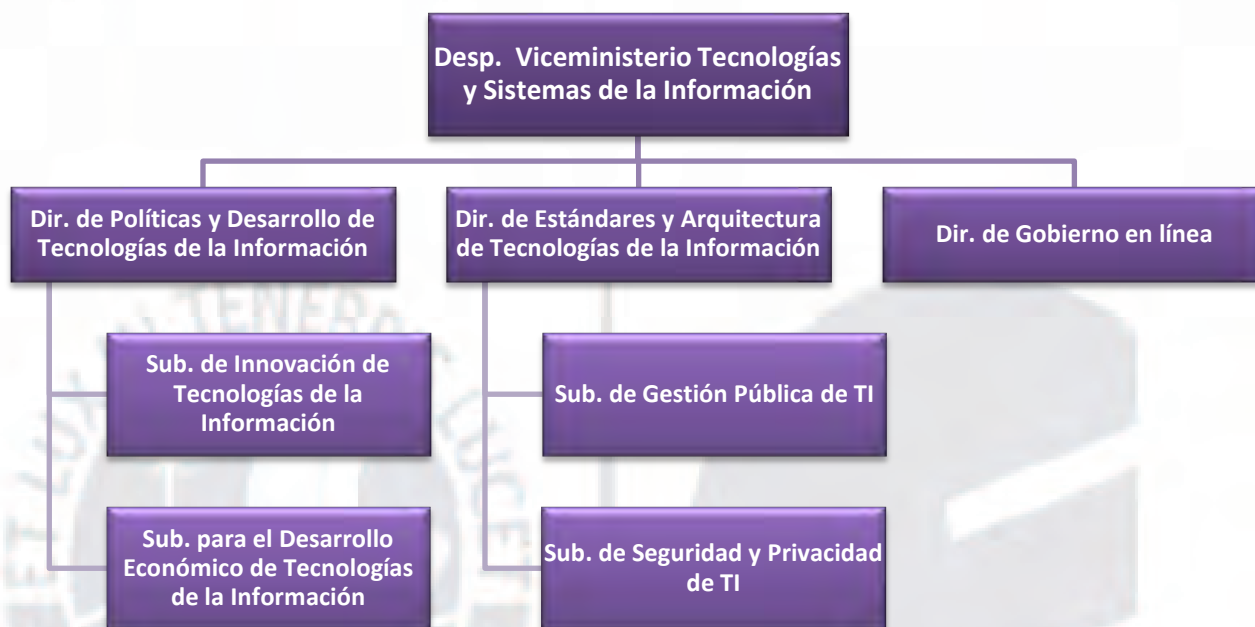 Desp. Viceministerio Tecnologías
y Sistemas de la Información
Dir. de Políticas y Desarrollo de
Tecnologías de la Información
Dir. de Estándares y Arquitectura
de Tecnologías de la Información
Dir. de Gobierno en línea
Sub. de Innovación de
Tecnologías de la
Información
Sub. de Gestión Pública de TI
Sub. para el Desarrollo
Económico de Tecnologías
de la Información
Sub. de Seguridad y Privacidad
de TI